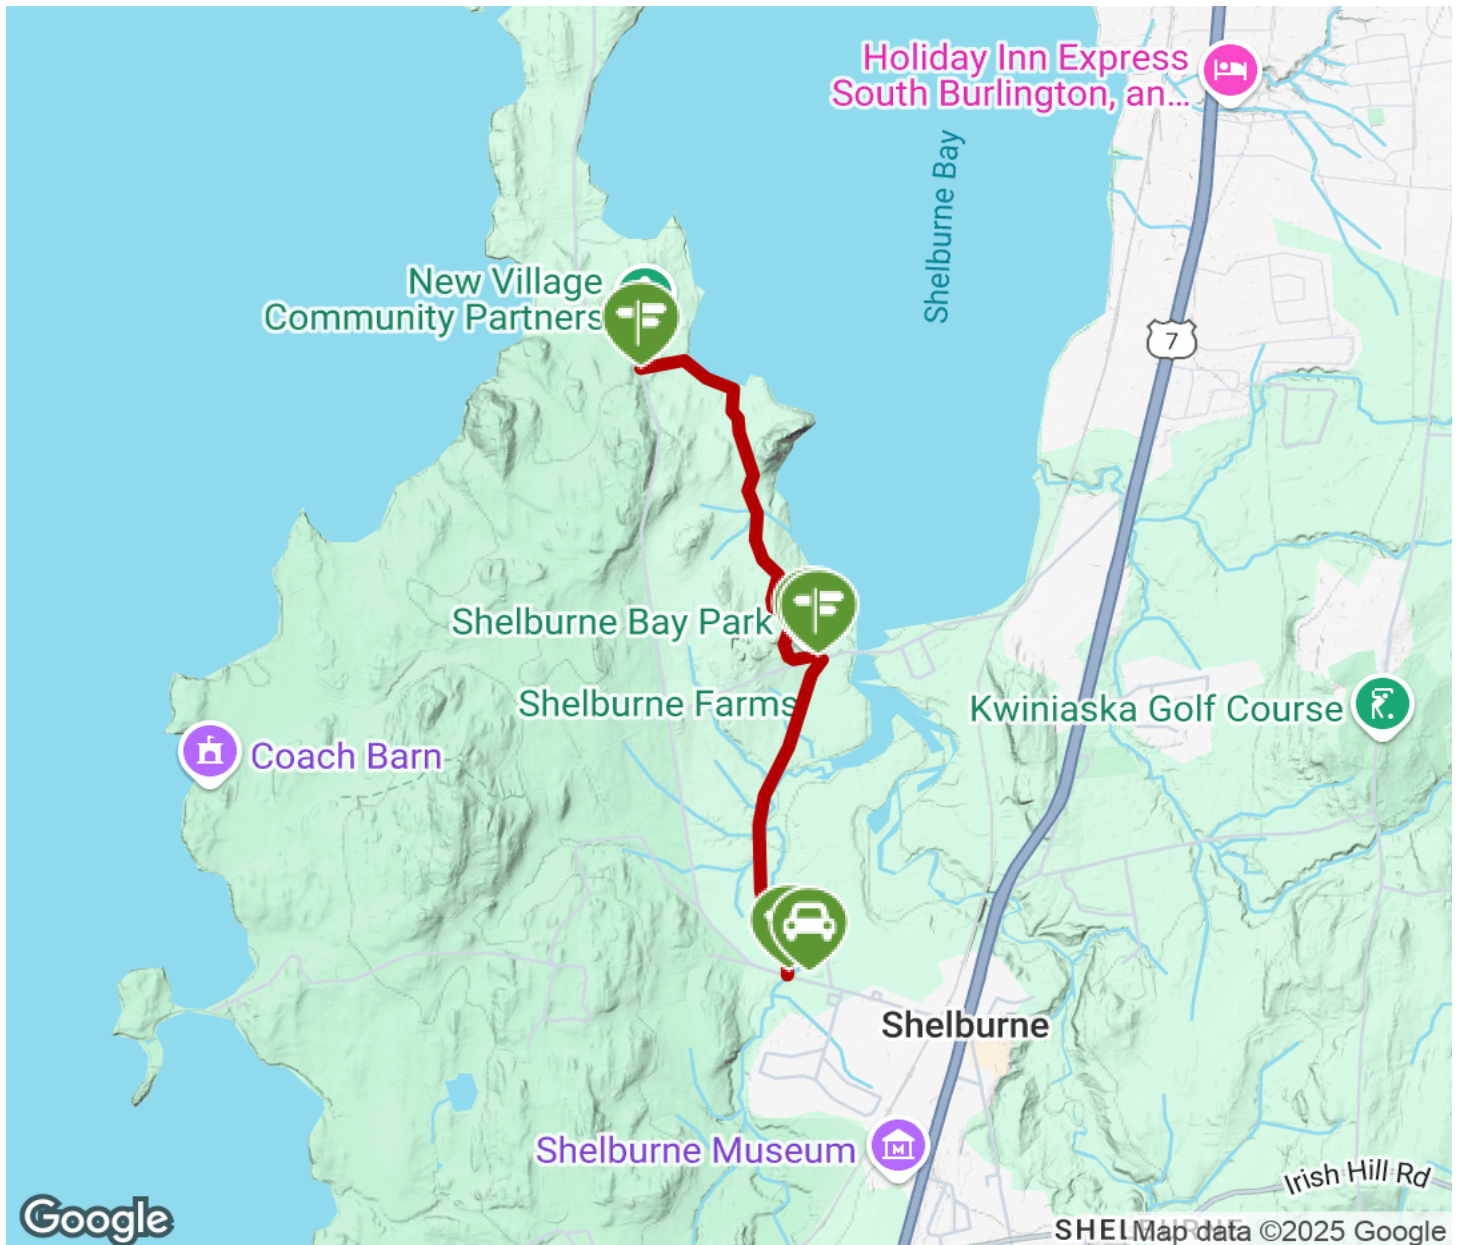 Holiday Inn Express
South Burlington, an...
Shelburne Bay
New Village
Community Partners
7
Shelburne Bay Park
Shelburne Farms
Kwiniaska Golf Course
Coach Barn
Shelburne
Shelburne Museum
M
Irish Hill Rd
Google
SHEL
Map data ©2025 Google